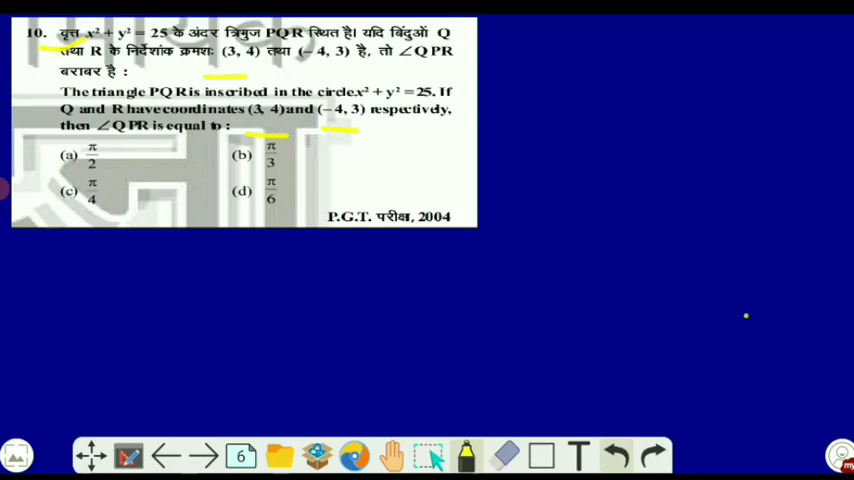 10. वृत्त x² + y² = 25 के अंदर त्रिभुज PQR स्थित है। यदि बिंदुओं Q
तथा R के निर्देशांक क्रमशः (3, 4) तथा (– 4, 3) है, तो ∠QPR
बराबर है :
The triangle PQR is inscribed in the circle x² + y² = 25. If
Q and R have coordinates (3, 4) and (– 4, 3) respectively,
then ∠QPR is equal to :
(a) π/2 (b) π/3
(c) π/4 (d) π/6
P.G.T. परीक्षा, 2004
6 T
my